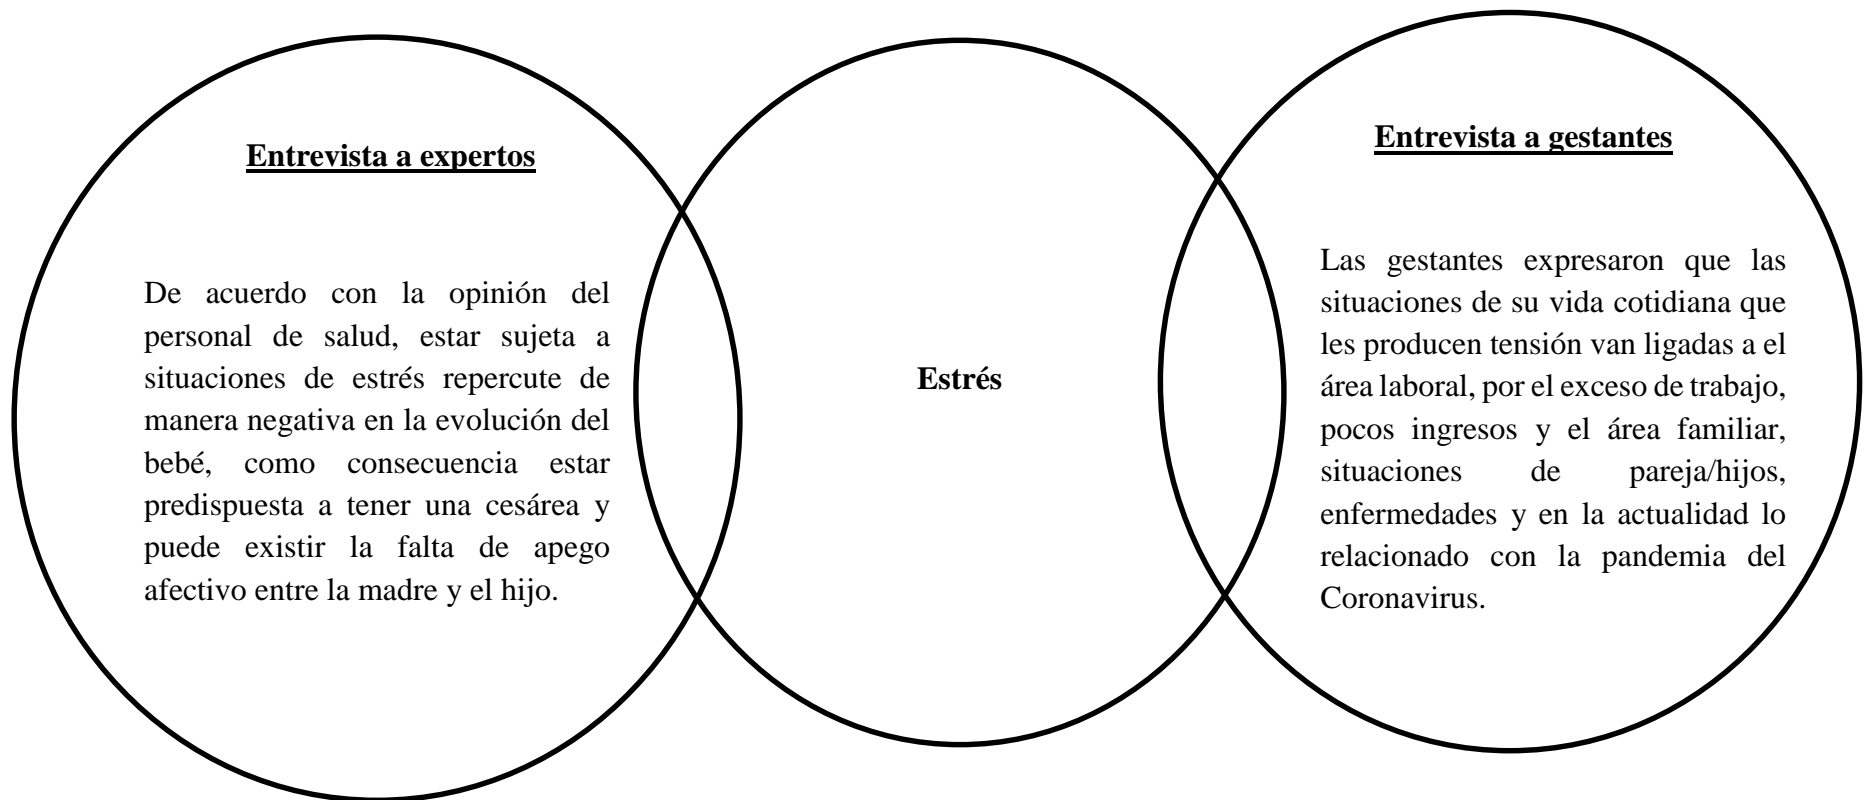 Entrevista a expertos
De acuerdo con la opinión del
personal de salud, estar sujeta a
situaciones de estrés repercute de
manera negativa en la evolución del
bebé, como consecuencia estar
predispuesta a tener una cesárea y
puede existir la falta de apego
afectivo entre la madre y el hijo.
Estrés
Entrevista a gestantes
Las gestantes expresaron que las
situaciones de su vida cotidiana que
les producen tensión van ligadas a el
área laboral, por el exceso de trabajo,
pocos ingresos y el área familiar,
situaciones de pareja/hijos,
enfermedades y en la actualidad lo
relacionado con la pandemia del
Coronavirus.